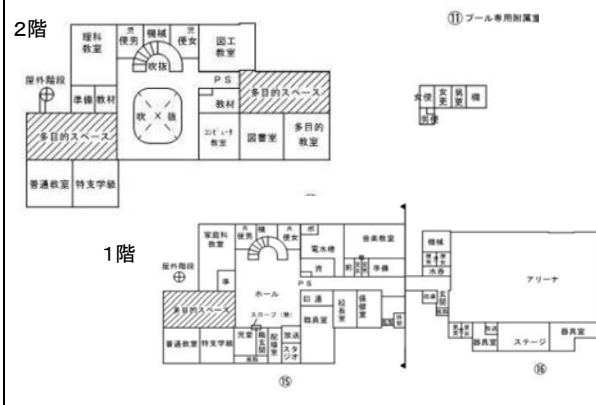 2階
⑪ プール専用附属室
理科
教室
児
便男
機械
児
便女
図工
教室
吹抜
屋外階段
PS
準備
教材
教材
多目的スペース
多目的スペース
吹×抜
コンピュータ
教室
図書室
多目的
教室
普通教室
特支学級
女便
女更
男更
機
男便
1階
家庭科
教室
便男
機
便女
ボ
電水槽
音楽教室
屋外階段
準
ホール
準備
PS
多目的スペース
スロープ
校長室
保健室
職員室
普通教室
特支学級
児童
玄関
配膳室
放送
スタジオ
⑮
機械
水呑
アリーナ
玄関
放送
器具室
ステージ
器具室
⑯